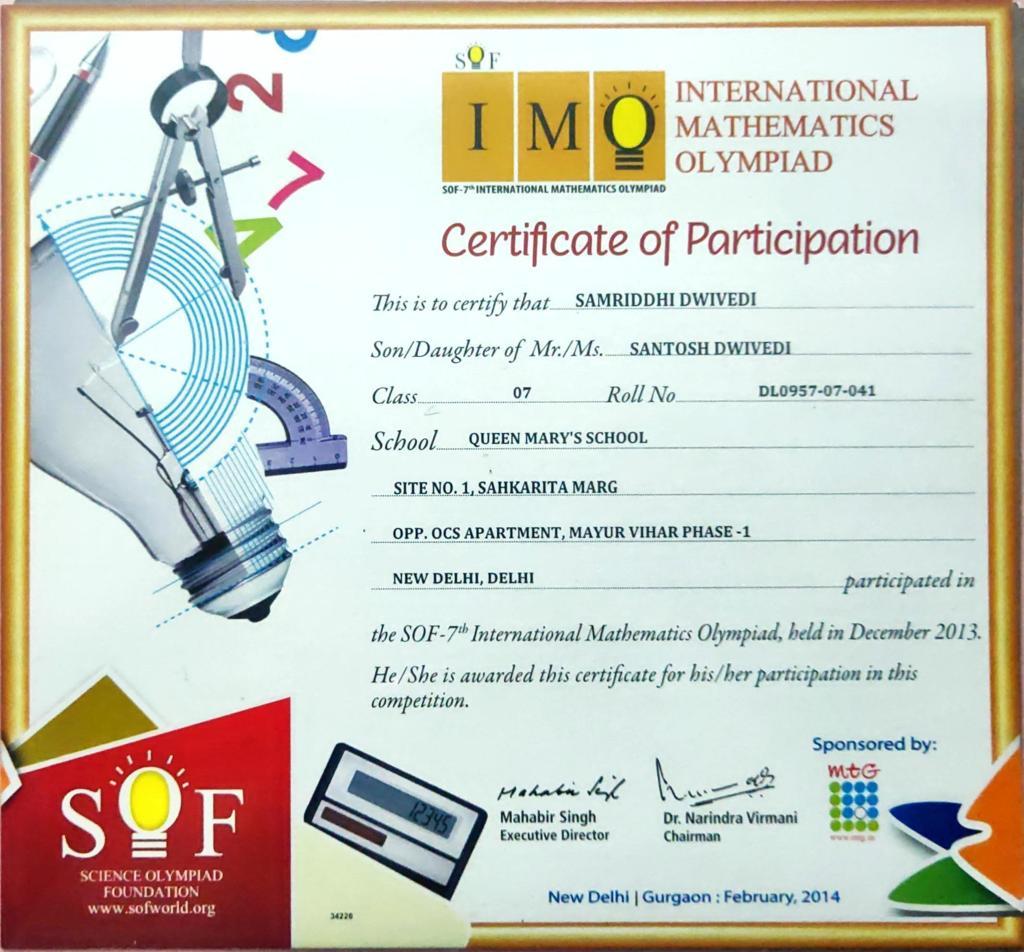 SOF
IMO
INTERNATIONAL
MATHEMATICS
OLYMPIAD
SOF-7th INTERNATIONAL MATHEMATICS OLYMPIAD
Certificate of Participation
This is to certify that SAMRIDDHI DWIVEDI
Son/Daughter of Mr./Ms. SANTOSH DWIVEDI
Class 07 Roll No DL0957-07-041
School QUEEN MARY'S SCHOOL
SITE NO. 1, SAHKARITA MARG
OPP. OCS APARTMENT, MAYUR VIHAR PHASE -1
NEW DELHI, DELHI participated in
the SOF-7th International Mathematics Olympiad, held in December 2013.
He/She is awarded this certificate for his/her participation in this
competition.
Sponsored by:
mtG
www.mtg.in
Mahabir Singh
Mahabir Singh
Executive Director
Dr. Narindra Virmani
Chairman
New Delhi | Gurgaon : February, 2014
12345
SOF
SCIENCE OLYMPIAD
FOUNDATION
www.sofworld.org
34226
2
7